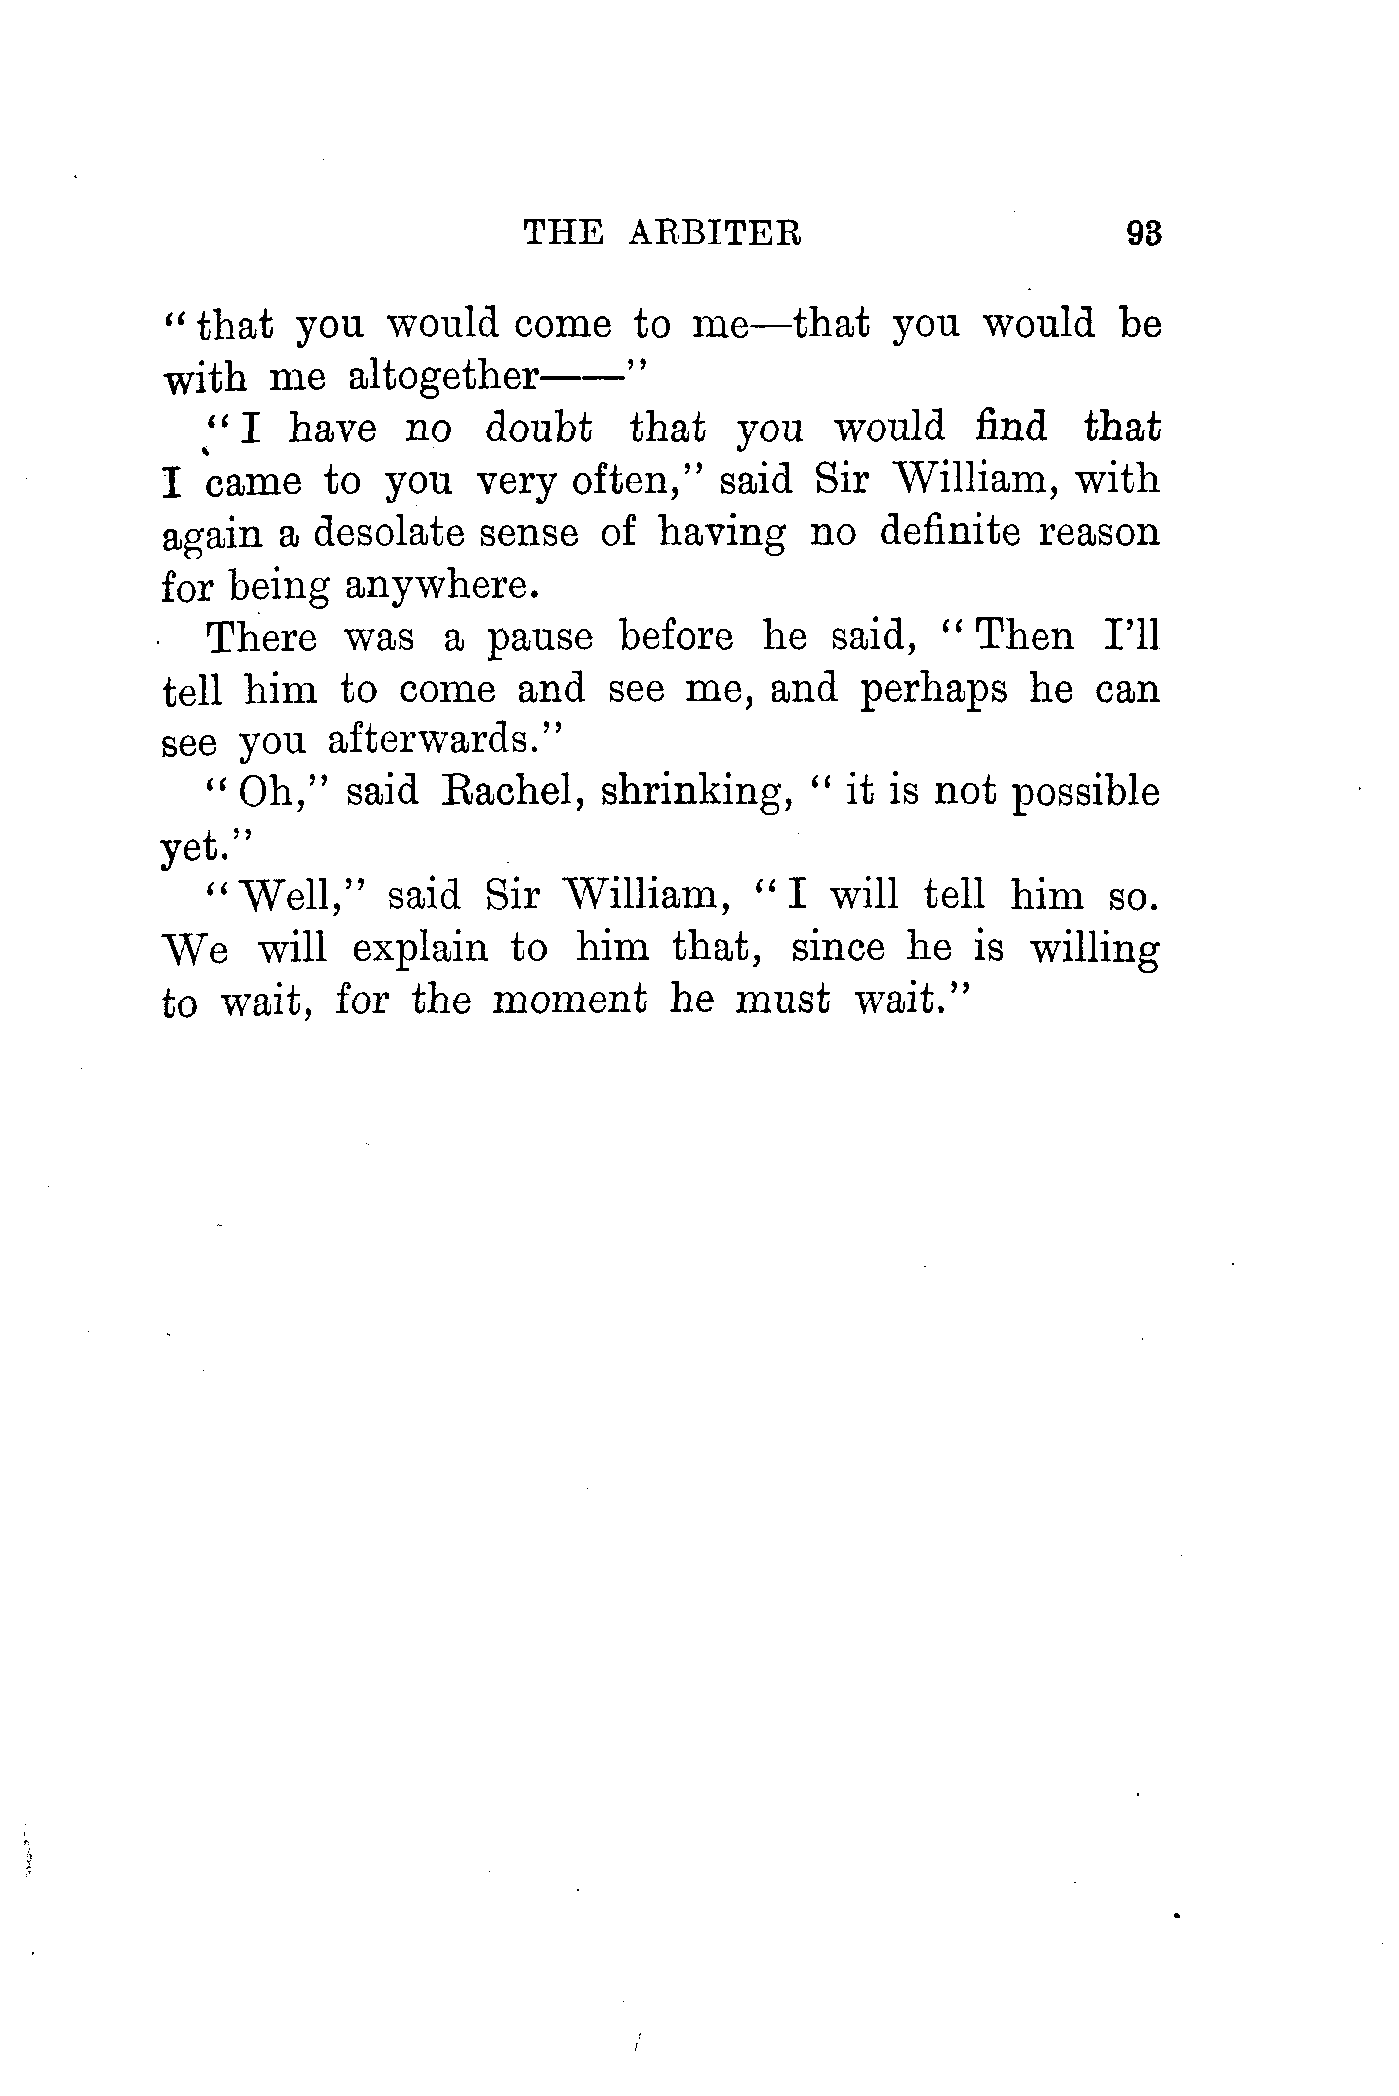 THE ARBITER 93
“that you would come to me—that you would be
with me altogether——”
“I have no doubt that you would find that
I came to you very often,” said Sir William, with
again a desolate sense of having no definite reason
for being anywhere.
There was a pause before he said, “Then I’ll
tell him to come and see me, and perhaps he can
see you afterwards.”
“Oh,” said Rachel, shrinking, “it is not possible
yet.”
“Well,” said Sir William, “I will tell him so.
We will explain to him that, since he is willing
to wait, for the moment he must wait.”